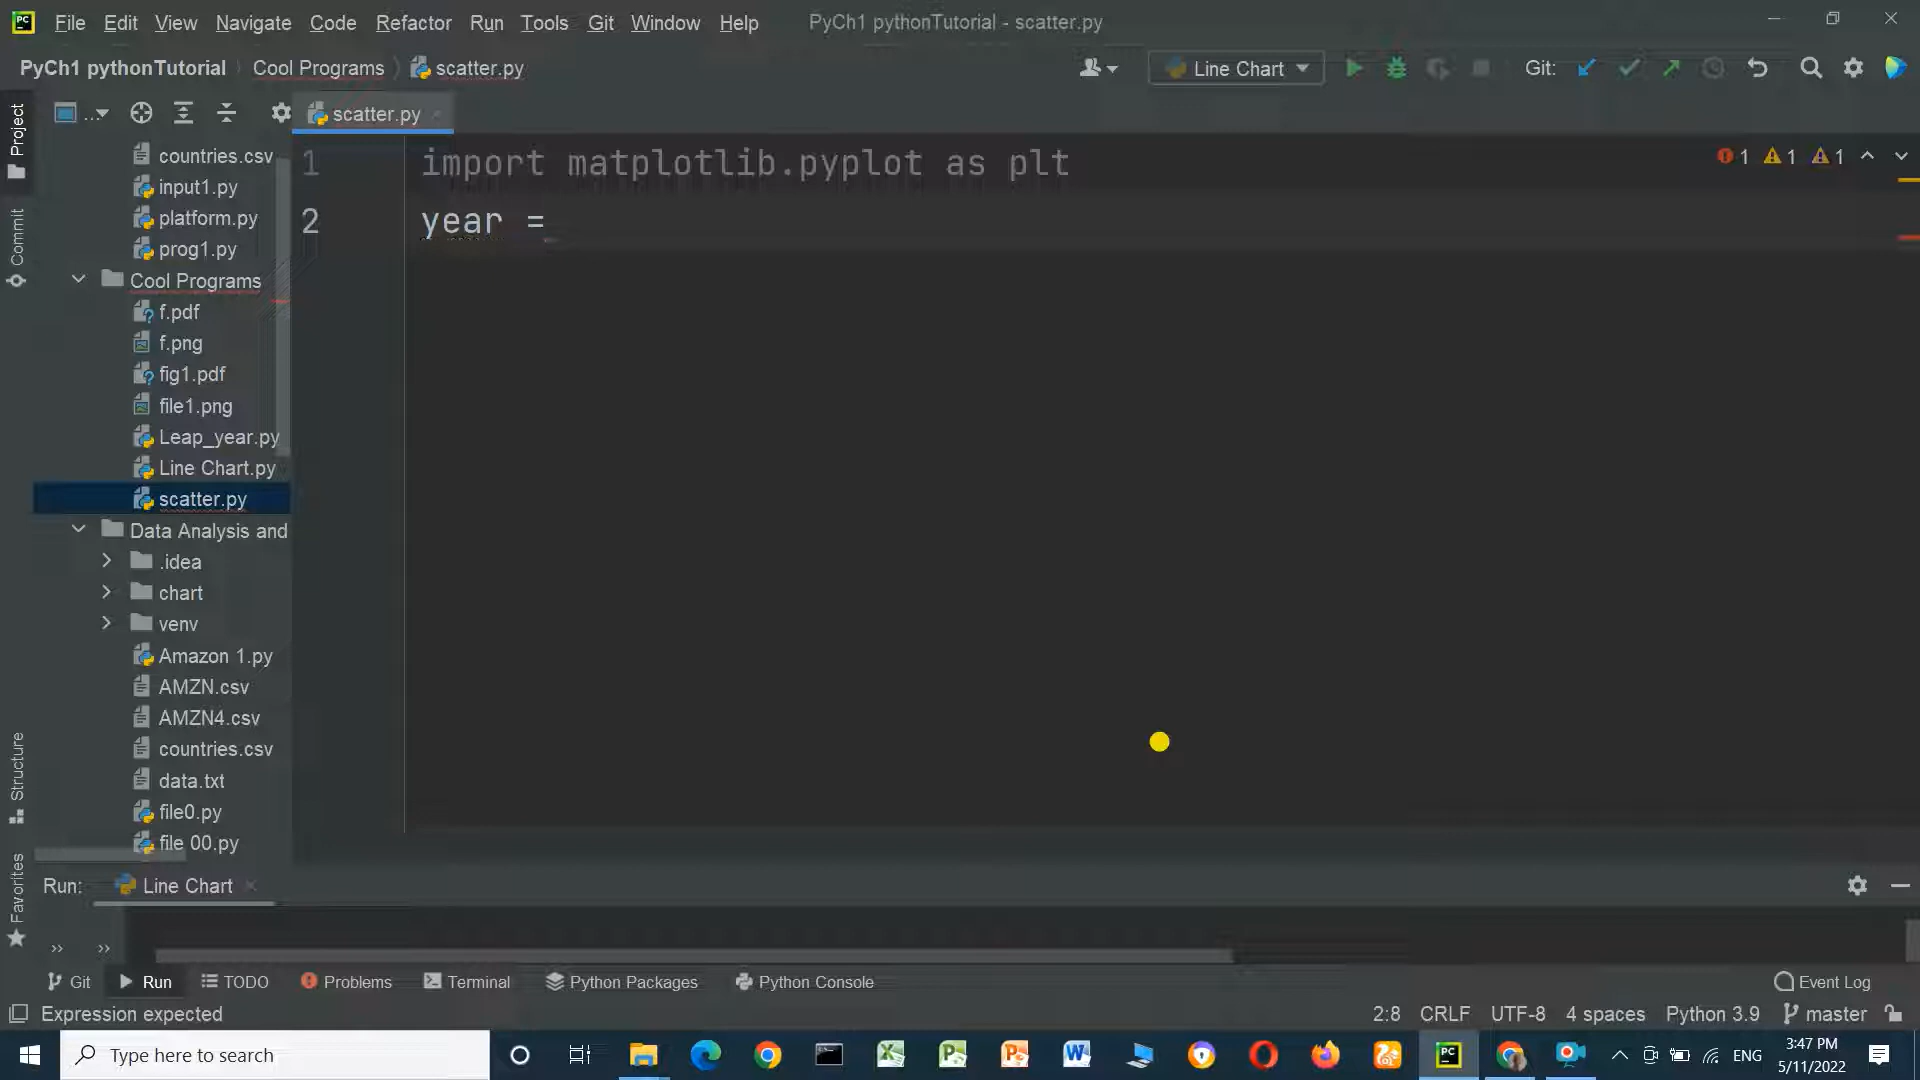 File Edit View Navigate Code Refactor Run Tools Git Window Help PyCh1 pythonTutorial - scatter.py
PyCh1 pythonTutorial Cool Programs scatter.py Line Chart Git:
... scatter.py
Project
Commit
Structure
Favorites
countries.csv
input1.py
platform.py
prog1.py
Cool Programs
f.pdf
f.png
fig1.pdf
file1.png
Leap_year.py
Line Chart.py
scatter.py
Data Analysis and
.idea
chart
venv
Amazon 1.py
AMZN.csv
AMZN4.csv
countries.csv
data.txt
file0.py
file 00.py
1 import matplotlib.pyplot as plt
2 year =
1 1 1
Run: Line Chart
Git Run TODO Problems Terminal Python Packages Python Console Event Log
Expression expected 2:8 CRLF UTF-8 4 spaces Python 3.9 master
Type here to search ENG 3:47 PM
5/11/2022